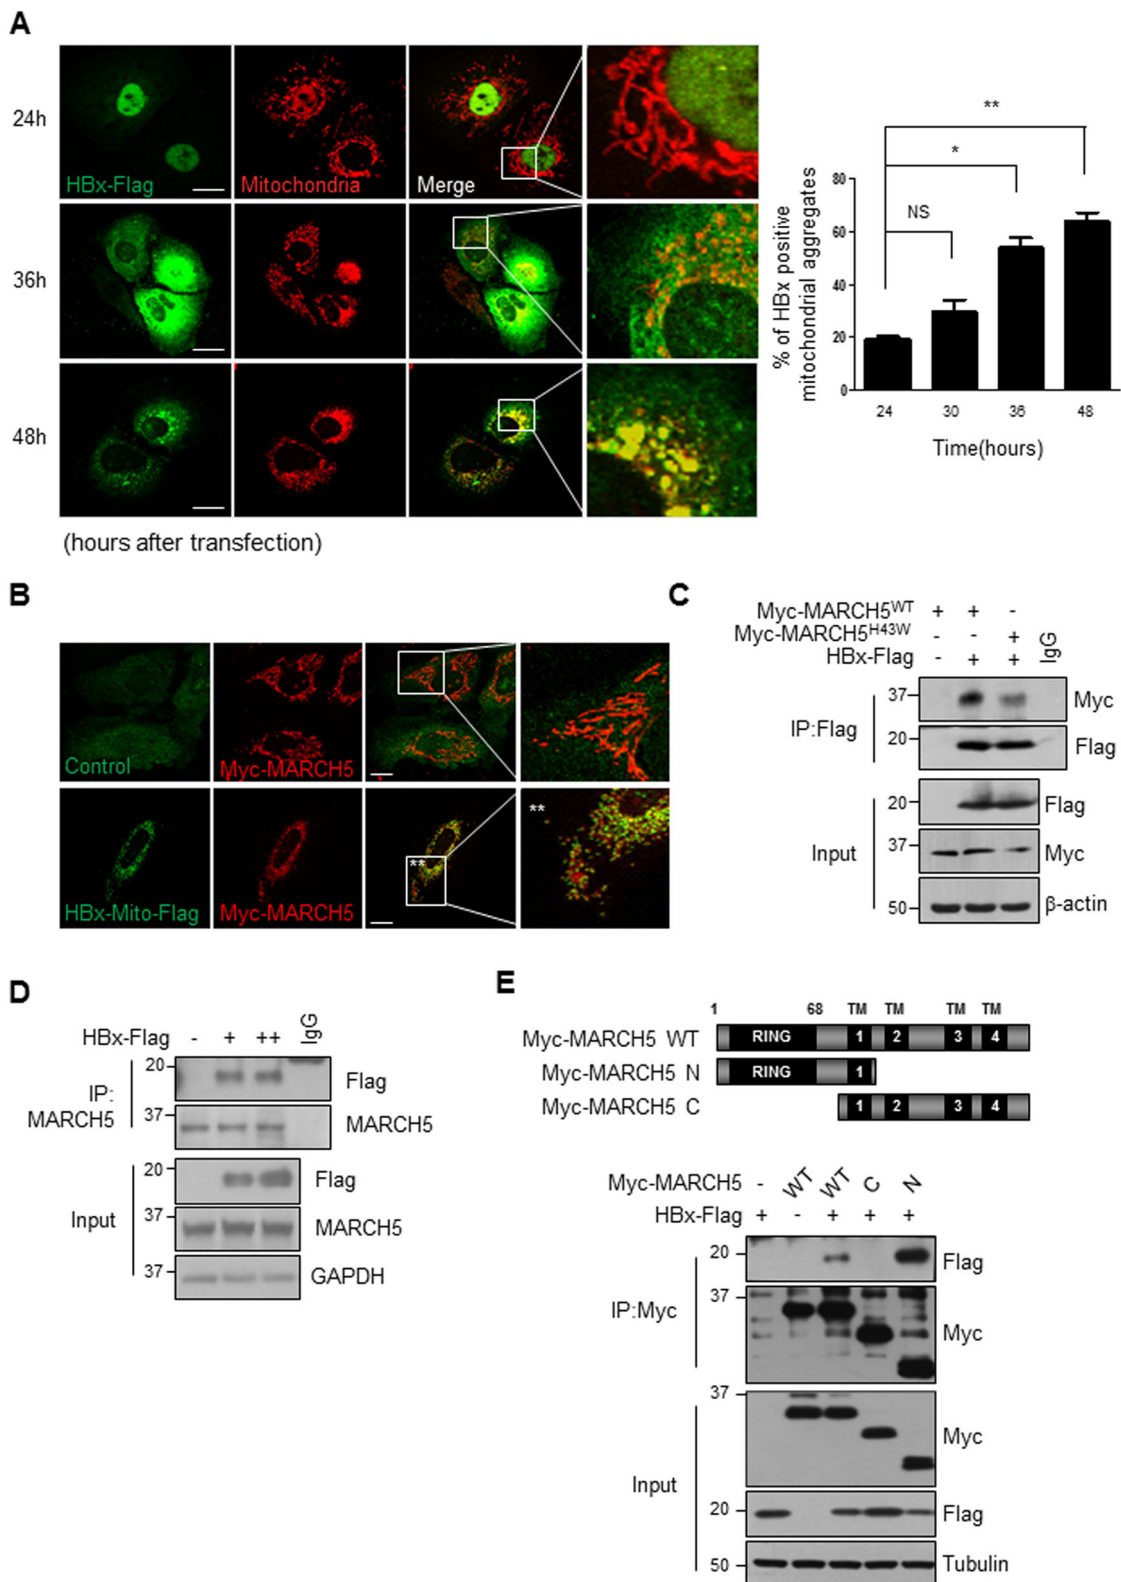 A
24h
HBx-Flag
Mitochondria
Merge
36h
48h
(hours after transfection)
**
*
NS
80
60
40
20
0
% of HBx positive
mitochondrial aggregates
24 30 36 48
Time(hours)
B
Control
Myc-MARCH5
**
**
HBx-Mito-Flag
Myc-MARCH5
C
Myc-MARCH5WT + + -
Myc-MARCH5H43W - - +
HBx-Flag - + +
IgG
IP:Flag
37
Myc
20
Flag
Input
20
Flag
37
Myc
50
β-actin
D
HBx-Flag - + ++ IgG
IP:
MARCH5
20
Flag
37
MARCH5
Input
20
Flag
37
MARCH5
37
GAPDH
E
1 68 TM TM TM TM
Myc-MARCH5 WT RING 1 2 3 4
Myc-MARCH5 N RING 1
Myc-MARCH5 C 1 2 3 4
Myc-MARCH5 - WT WT C N
HBx-Flag + - + + +
IP:Myc
20
Flag
37
Myc
Input
37
Myc
20
Flag
50
Tubulin